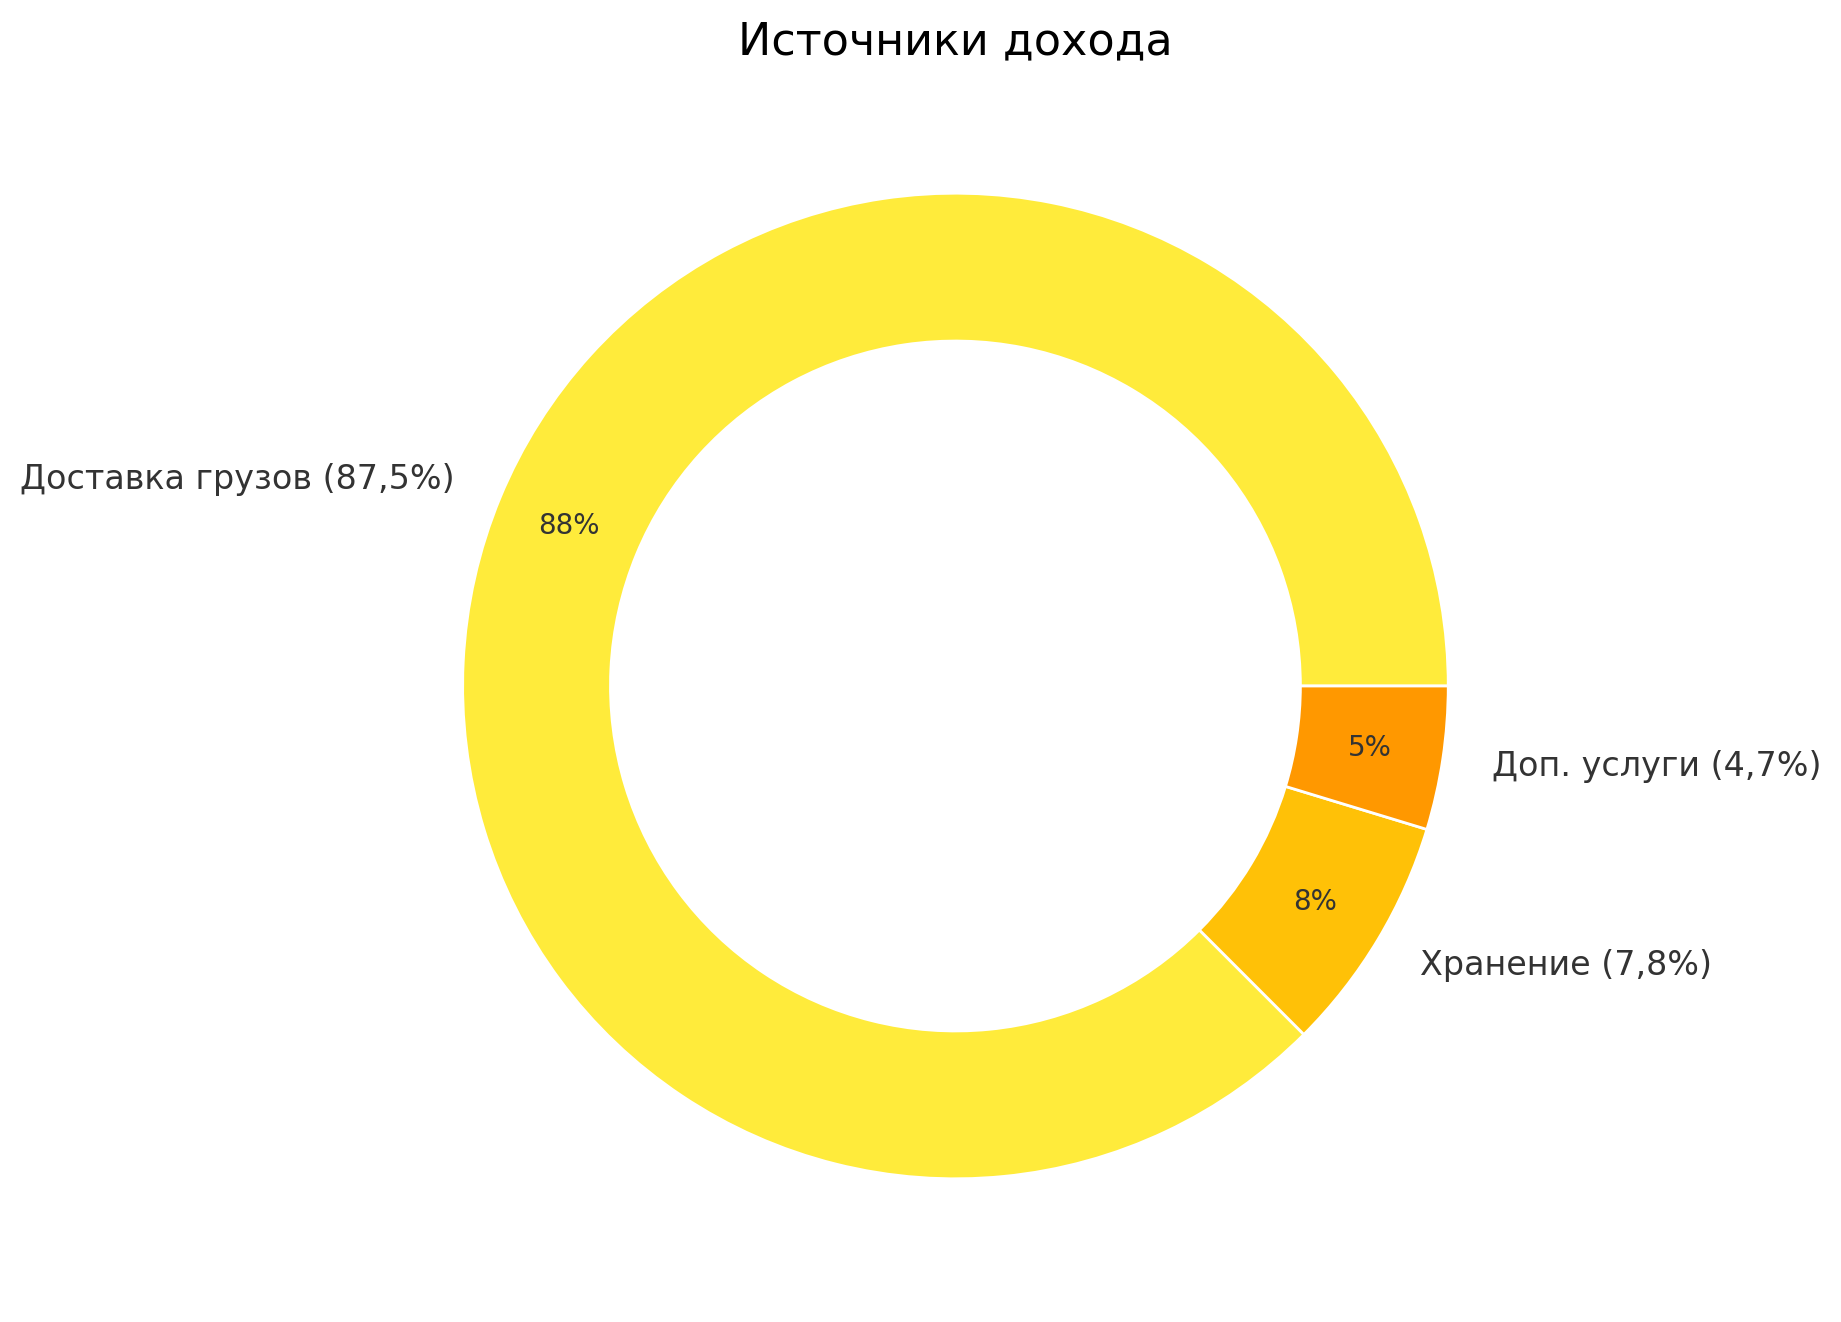 Источники дохода
Доставка грузов (87,5%)
88%
5%
Доп. услуги (4,7%)
8%
Хранение (7,8%)